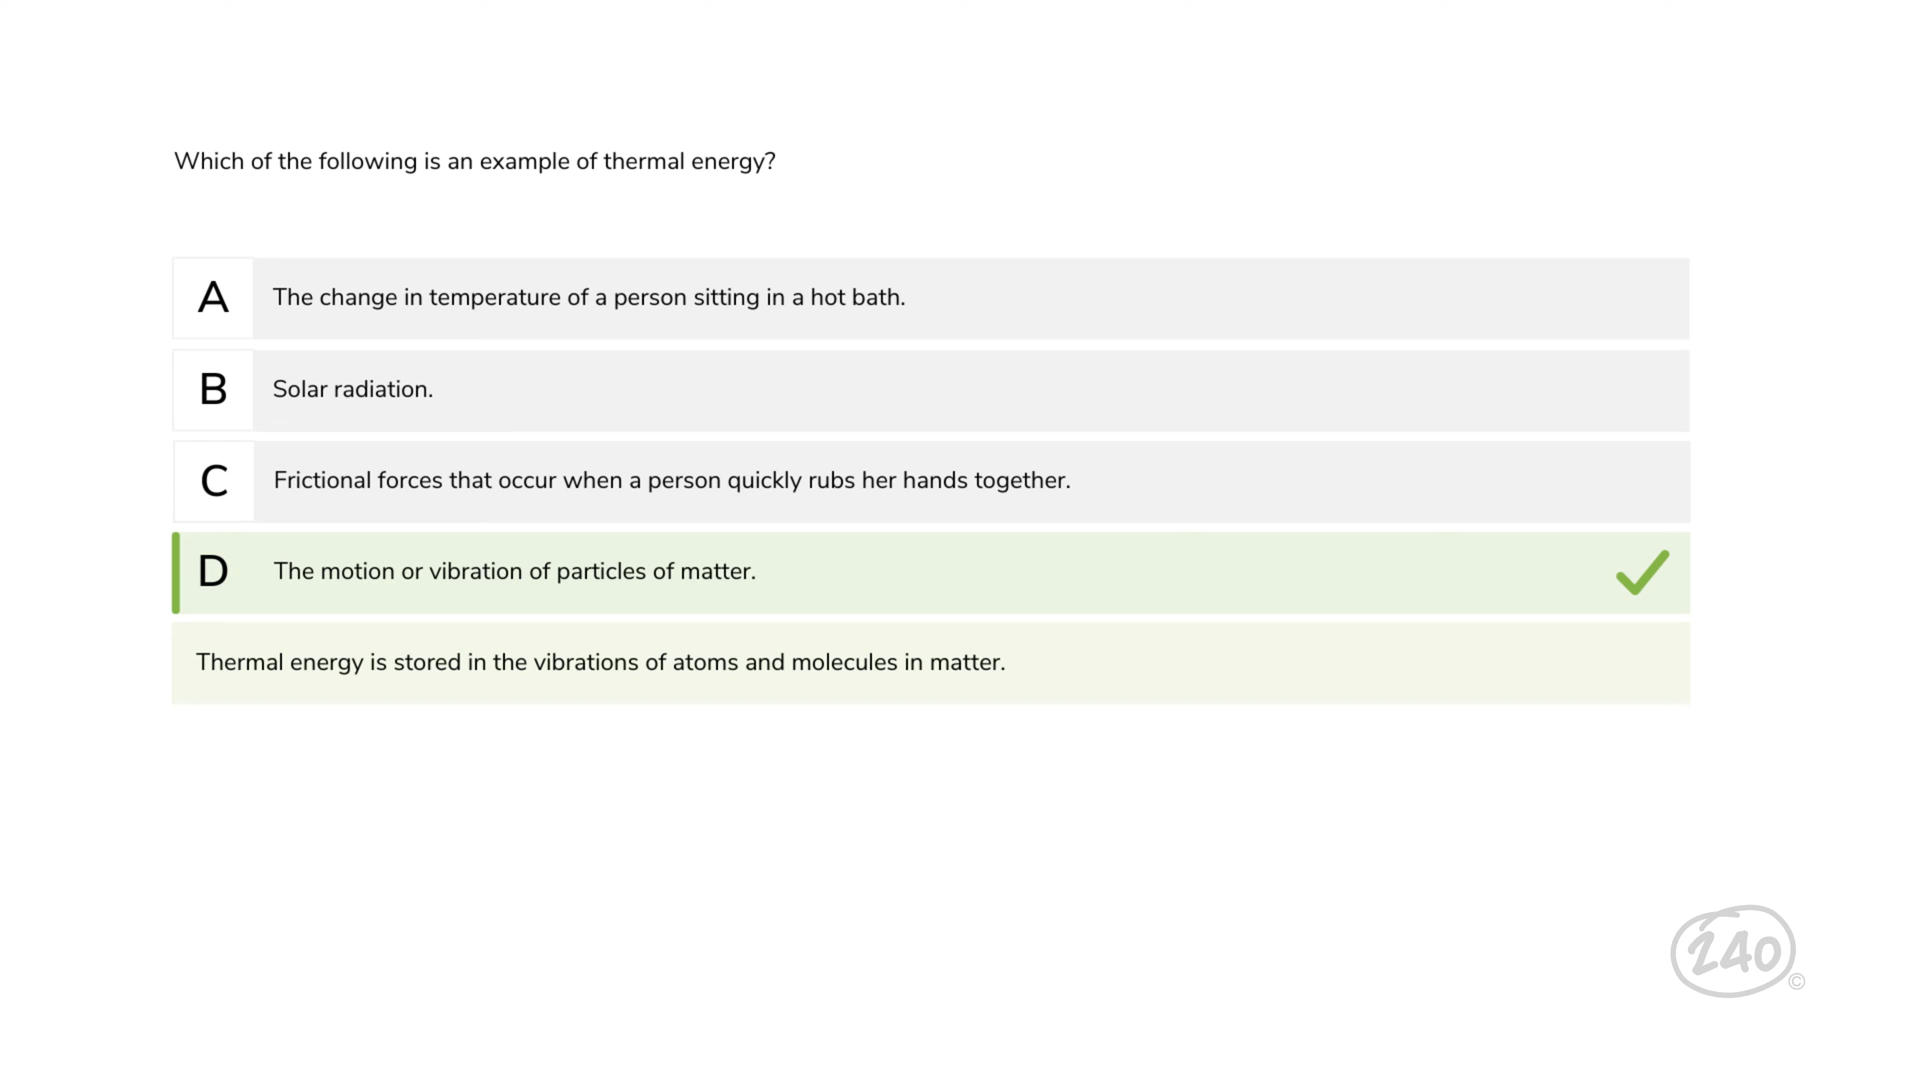 Which of the following is an example of thermal energy?
A The change in temperature of a person sitting in a hot bath.
B Solar radiation.
C Frictional forces that occur when a person quickly rubs her hands together.
D The motion or vibration of particles of matter.
Thermal energy is stored in the vibrations of atoms and molecules in matter.
240 ©